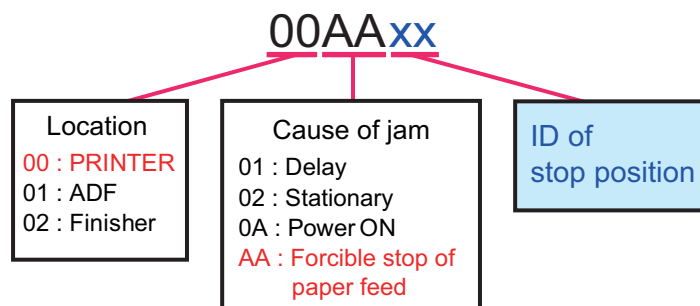 00AAxx
Location
00 : PRINTER
01 : ADF
02 : Finisher
Cause of jam
01 : Delay
02 : Stationary
0A : Power ON
AA : Forcible stop of
paper feed
ID of
stop position